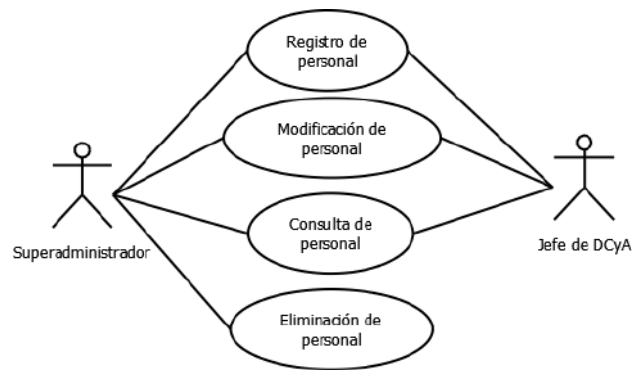 Registro de
personal
Modificación de
personal
Superadministrador
Consulta de
personal
Jefe de DCyA
Eliminación de
personal